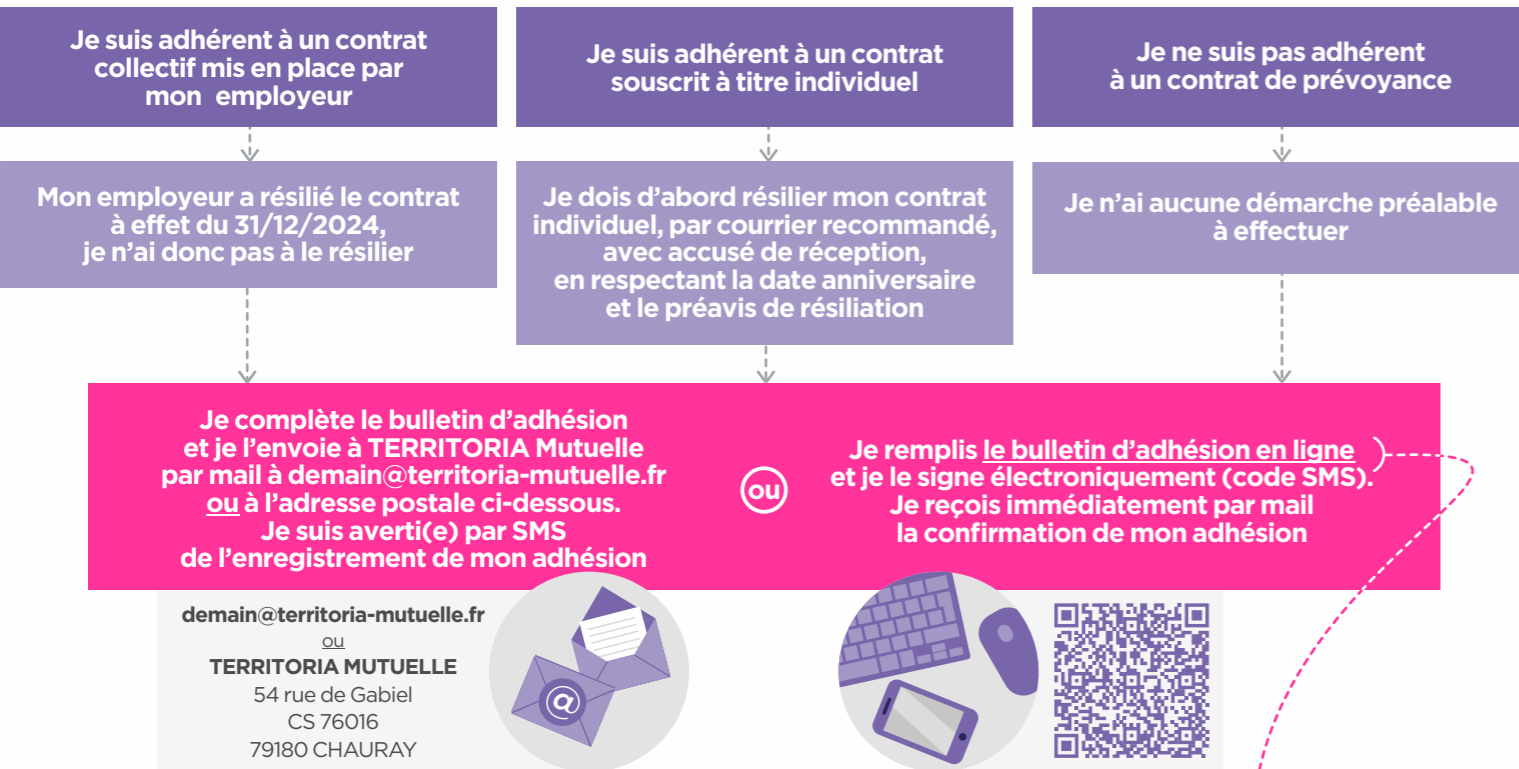 Je suis adhérent à un contrat
collectif mis en place par
mon employeur
Je suis adhérent à un contrat
souscrit à titre individuel
Je ne suis pas adhérent
à un contrat de prévoyance
Mon employeur a résilié le contrat
à effet du 31/12/2024,
je n’ai donc pas à le résilier
Je dois d’abord résilier mon contrat
individuel, par courrier recommandé,
avec accusé de réception,
en respectant la date anniversaire
et le préavis de résiliation
Je n’ai aucune démarche préalable
à effectuer
Je complète le bulletin d’adhésion
et je l’envoie à TERRITORIA Mutuelle
par mail à demain@territoria-mutuelle.fr
ou à l’adresse postale ci-dessous.
Je suis averti(e) par SMS
de l’enregistrement de mon adhésion
ou
Je remplis le bulletin d’adhésion en ligne
et je le signe électroniquement (code SMS).
Je reçois immédiatement par mail
la confirmation de mon adhésion
demain@territoria-mutuelle.fr
ou
TERRITORIA MUTUELLE
54 rue de Gabiel
CS 76016
79180 CHAURAY
@